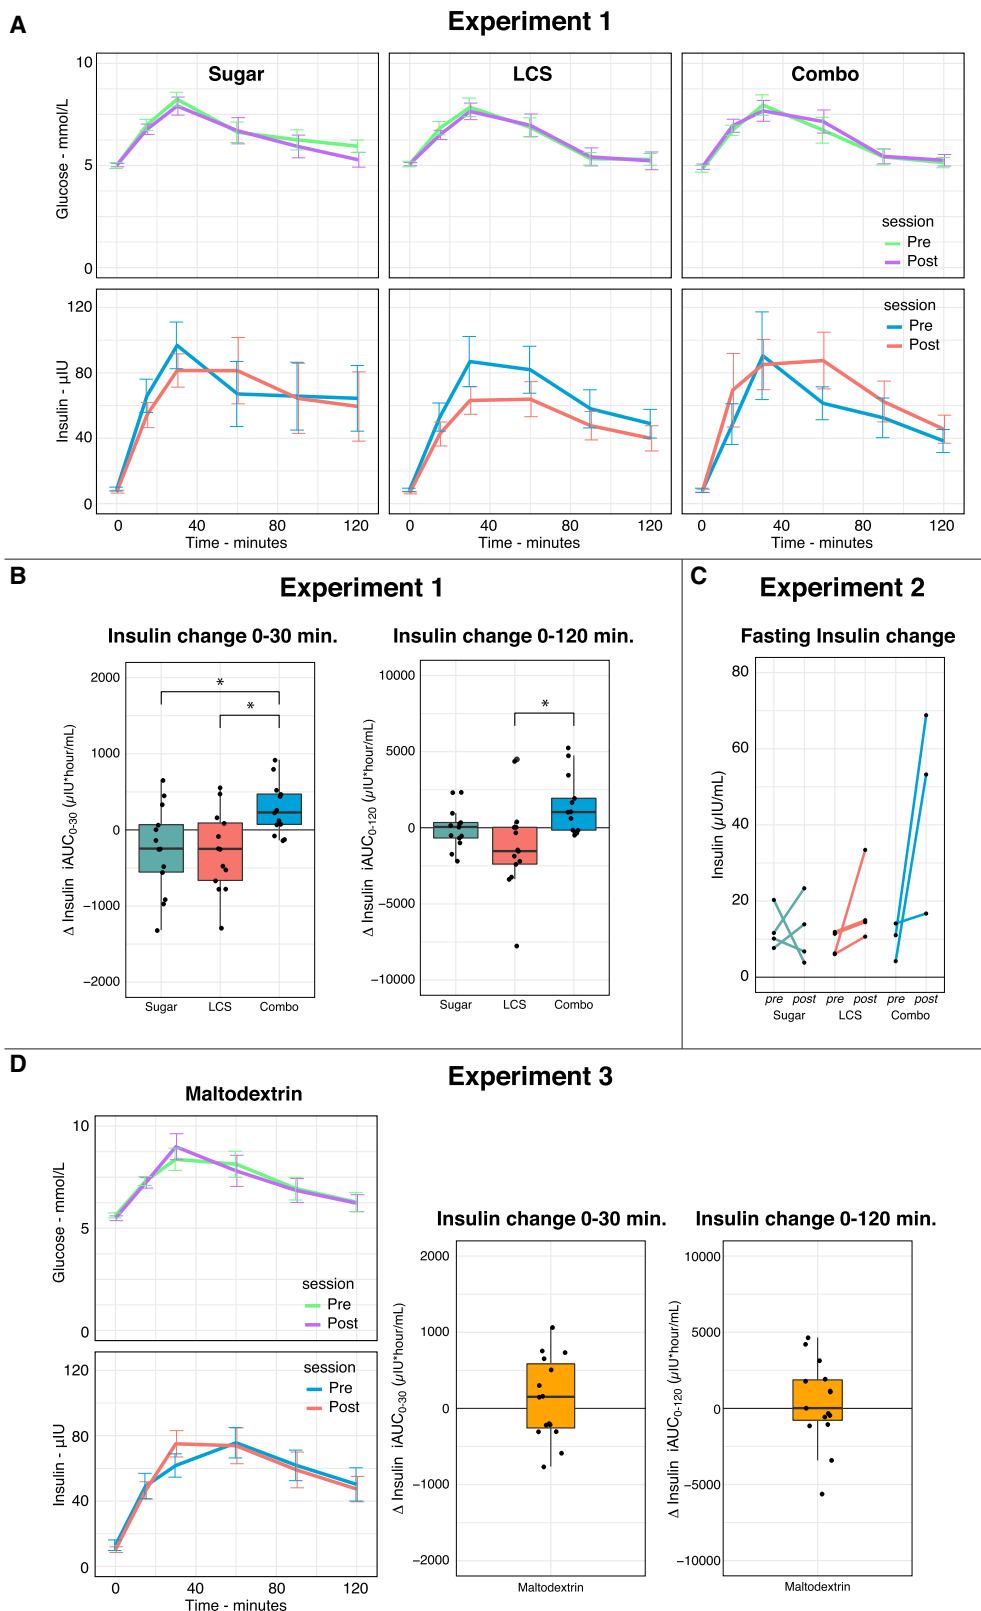 A
Experiment 1
Sugar
LCS
Combo
10
5
0
Glucose - mmol/L
session
Pre
Post
120
80
40
0
Insulin - µIU
session
Pre
Post
0 40 80 120
0 40 80 120
0 40 80 120
Time - minutes
Time - minutes
Time - minutes
B
Experiment 1
Insulin change 0-30 min.
2000
1000
0
−1000
−2000
Δ Insulin iAUC0-30 (µIU*hour/mL)
*
*
Sugar LCS Combo
Insulin change 0-120 min.
10000
5000
0
−5000
−10000
Δ Insulin iAUC0-120 (µIU*hour/mL)
*
Sugar LCS Combo
C
Experiment 2
Fasting Insulin change
80
60
40
20
0
Insulin (µIU/mL)
pre post pre post pre post
Sugar LCS Combo
D
Experiment 3
Maltodextrin
10
5
0
Glucose - mmol/L
session
Pre
Post
120
80
40
0
Insulin - µIU
session
Pre
Post
0 40 80 120
Time - minutes
Insulin change 0-30 min.
2000
1000
0
−1000
−2000
Δ Insulin iAUC0-30 (µIU*hour/mL)
Maltodextrin
Insulin change 0-120 min.
10000
5000
0
−5000
−10000
Δ Insulin iAUC0-120 (µIU*hour/mL)
Maltodextrin